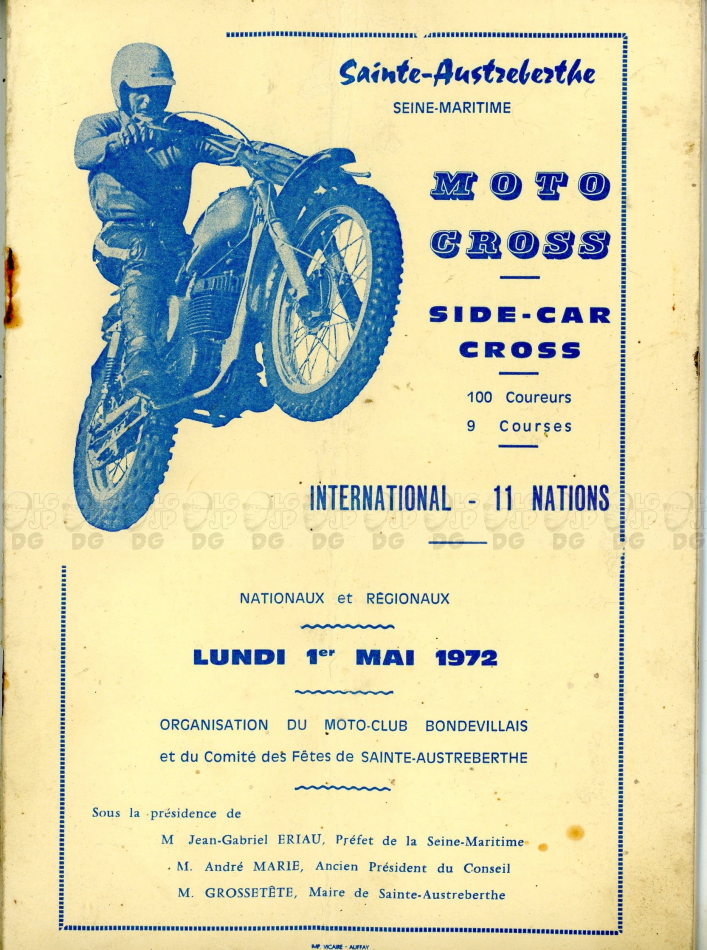 Sainte-Austreberthe
SEINE-MARITIME
MOTO
CROSS
SIDE-CAR
CROSS
100 Coureurs
9 Courses
INTERNATIONAL - 11 NATIONS
NATIONAUX et RÉGIONAUX
LUNDI 1er MAI 1972
ORGANISATION DU MOTO-CLUB BONDEVILLAIS
et du Comité des Fêtes de SAINTE-AUSTREBERTHE
Sous la présidence de
M Jean-Gabriel ERIAU, Préfet de la Seine-Maritime
M. André MARIE, Ancien Président du Conseil
M. GROSSETÊTE, Maire de Sainte-Austreberthe
IMP. VICAIRE - AUFFAY